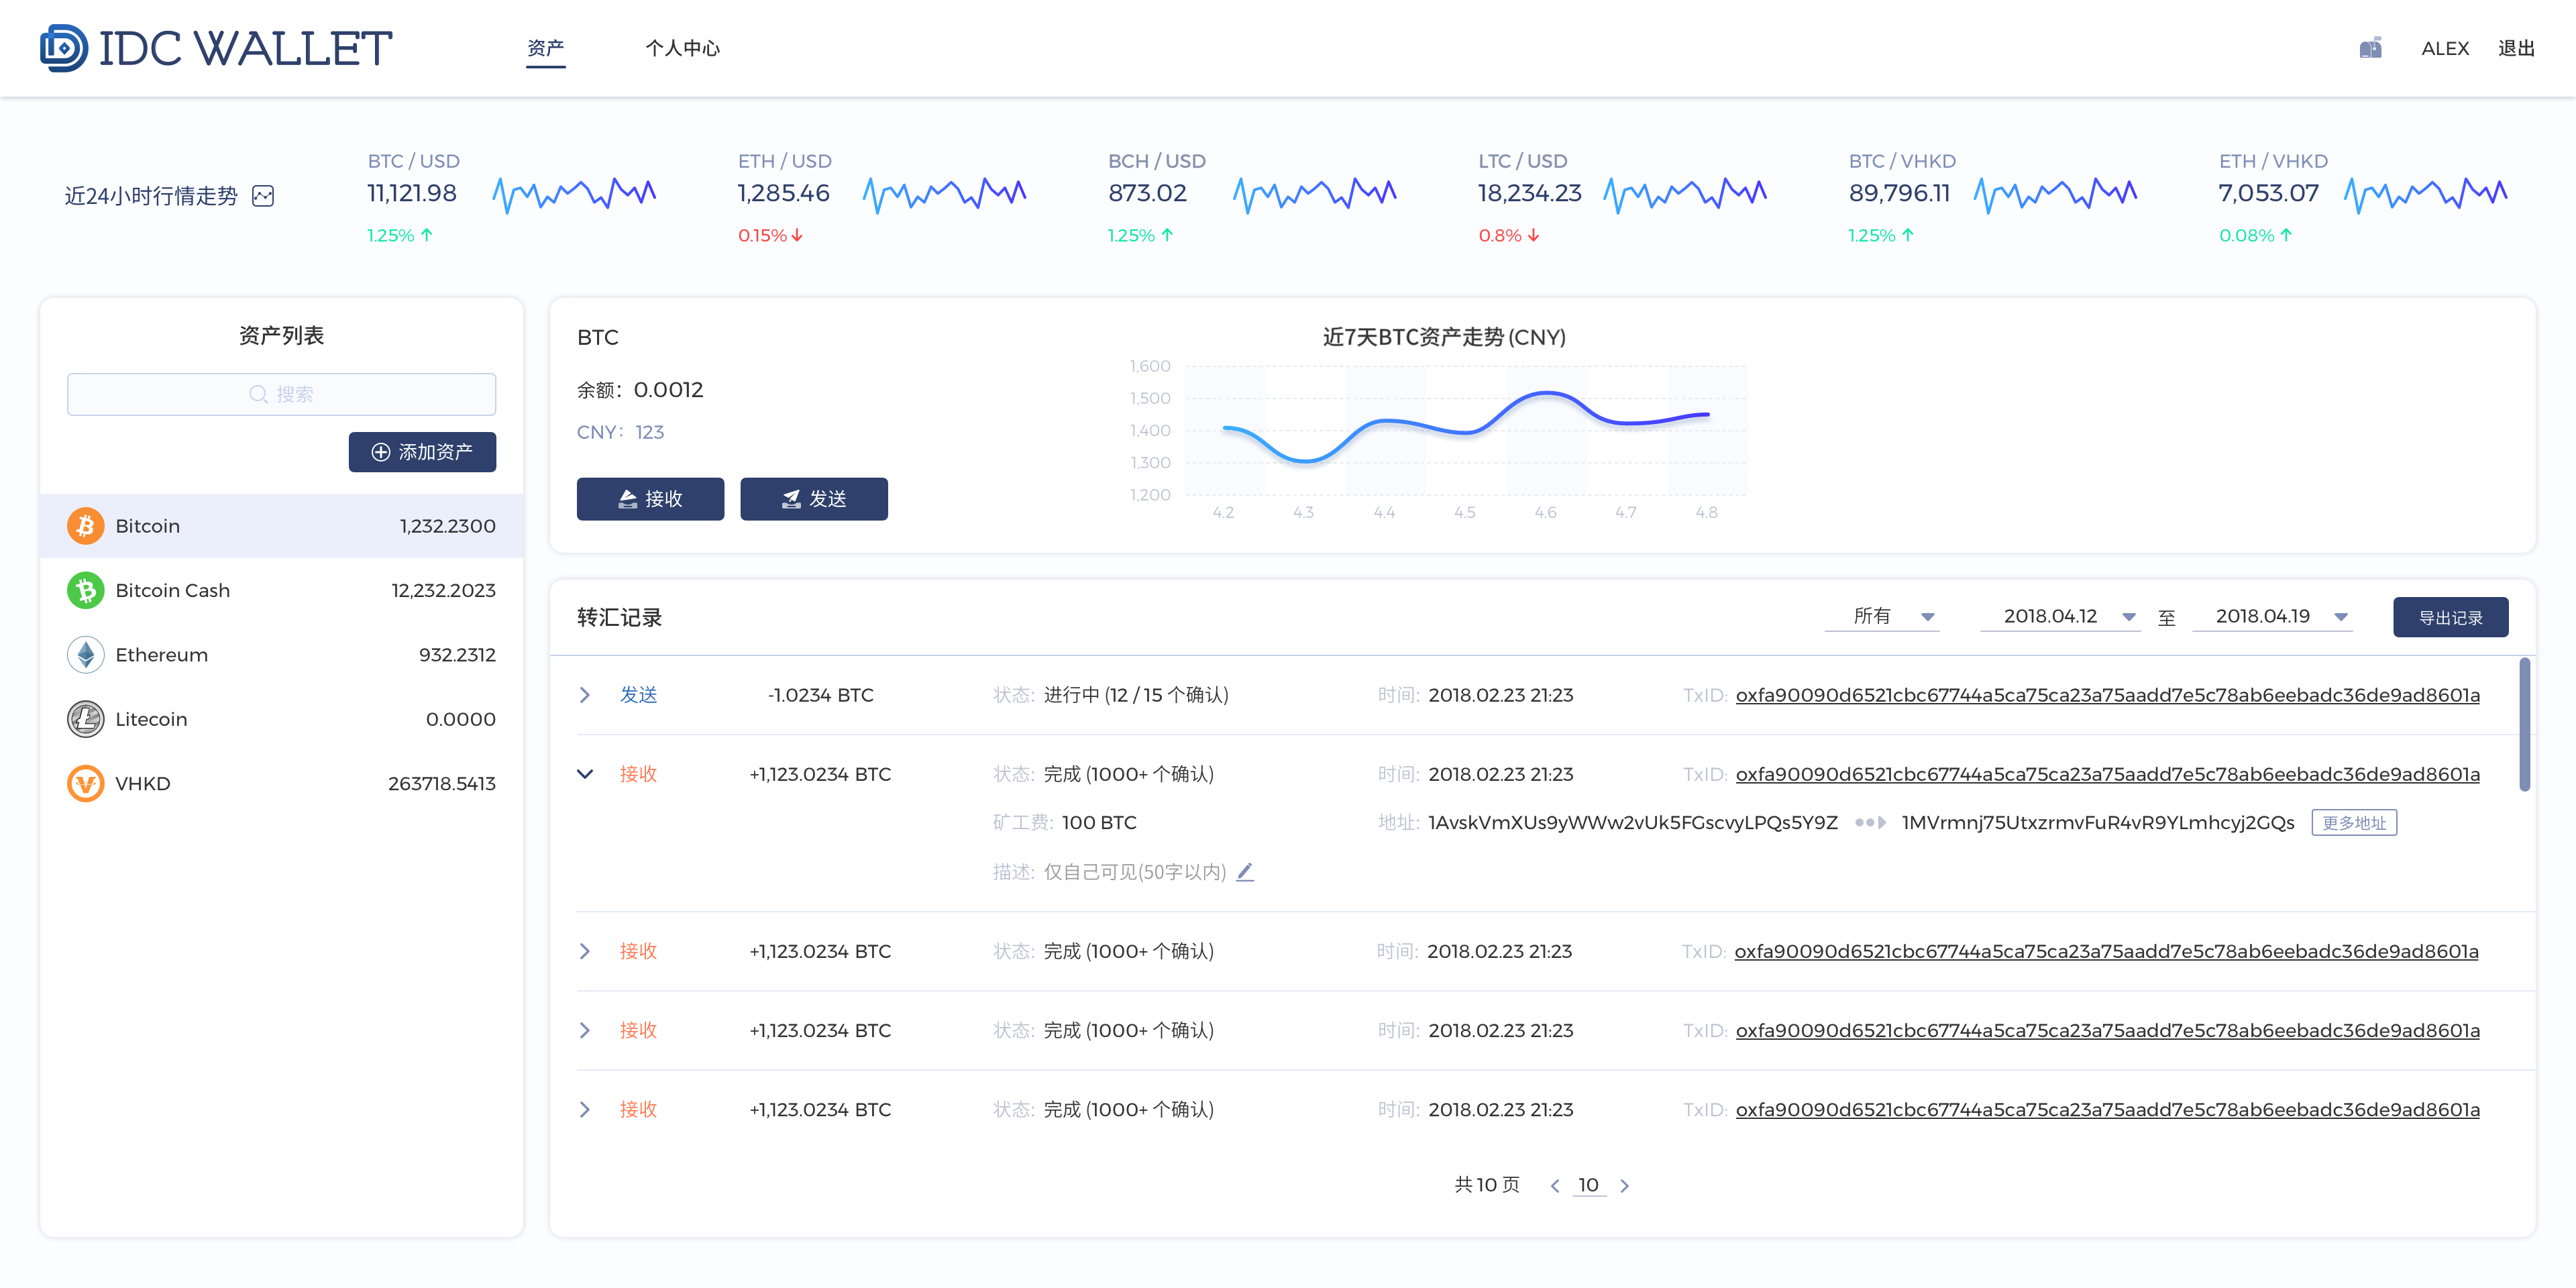 IDC WALLET
资产
个人中心
ALEX
退出
近24小时行情走势
BTC / USD
11,121.98
1.25%
ETH / USD
1,285.46
0.15%
BCH / USD
873.02
1.25%
LTC / USD
18,234.23
0.8%
BTC / VHKD
89,796.11
1.25%
ETH / VHKD
7,053.07
0.08%
资产列表
搜索
添加资产
Bitcoin 1,232.2300
Bitcoin Cash 12,232.2023
Ethereum 932.2312
Litecoin 0.0000
VHKD 263718.5413
BTC
余额： 0.0012
CNY： 123
接收
发送
近7天BTC资产走势 (CNY)
1,600
1,500
1,400
1,300
1,200
4.2 4.3 4.4 4.5 4.6 4.7 4.8
转汇记录
所有
2018.04.12 至 2018.04.19
导出记录
发送 -1.0234 BTC 状态: 进行中 (12 / 15 个确认) 时间: 2018.02.23 21:23 TxID: oxfa90090d6521cbc67744a5ca75ca23a75aadd7e5c78ab6eebadc36de9ad8601a
接收 +1,123.0234 BTC 状态: 完成 (1000+ 个确认) 时间: 2018.02.23 21:23 TxID: oxfa90090d6521cbc67744a5ca75ca23a75aadd7e5c78ab6eebadc36de9ad8601a
矿工费: 100 BTC 地址: 1AvskVmXUs9yWWw2vUk5FGscvyLPQs5Y9Z 1MVrmnj75UtxzrmvFuR4vR9YLmhcyj2GQs 更多地址
描述: 仅自己可见(50字以内)
接收 +1,123.0234 BTC 状态: 完成 (1000+ 个确认) 时间: 2018.02.23 21:23 TxID: oxfa90090d6521cbc67744a5ca75ca23a75aadd7e5c78ab6eebadc36de9ad8601a
接收 +1,123.0234 BTC 状态: 完成 (1000+ 个确认) 时间: 2018.02.23 21:23 TxID: oxfa90090d6521cbc67744a5ca75ca23a75aadd7e5c78ab6eebadc36de9ad8601a
接收 +1,123.0234 BTC 状态: 完成 (1000+ 个确认) 时间: 2018.02.23 21:23 TxID: oxfa90090d6521cbc67744a5ca75ca23a75aadd7e5c78ab6eebadc36de9ad8601a
共 10 页 < 10 >